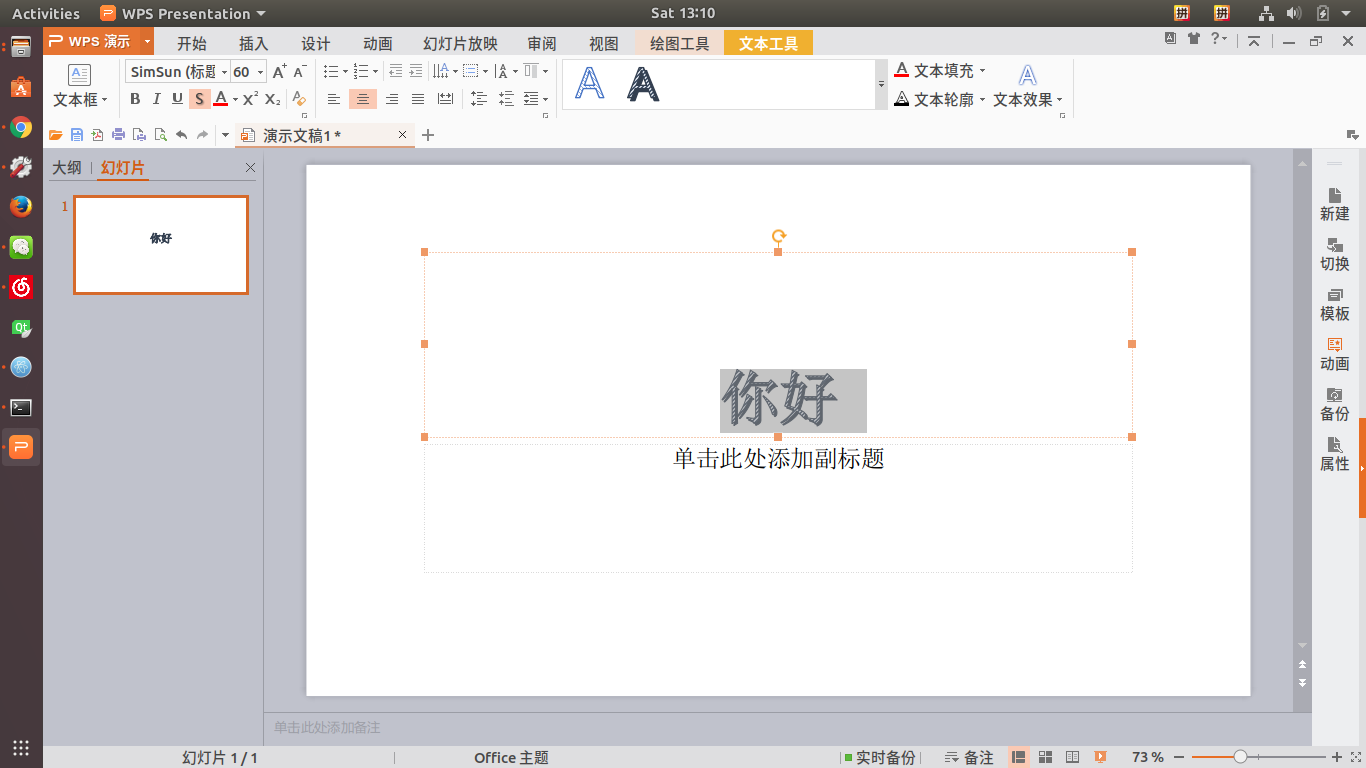 Activities WPS Presentation Sat 13:10 拼 拼
WPS 演示 开始 插入 设计 动画 幻灯片放映 审阅 视图 绘图工具 文本工具
SimSun (标题 60 A+ A- 文本填充
文本框 B I U S A X² X₂ 文本轮廓 文本效果
演示文稿1 *
大纲 幻灯片
1
你好
你好
单击此处添加副标题
新建
切换
模板
动画
备份
属性
单击此处添加备注
幻灯片 1 / 1 Office 主题 实时备份 备注 73 %